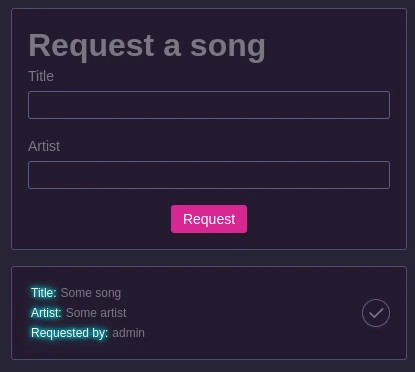 Request a song
Title
Artist
Request
Title: Some song
Artist: Some artist
Requested by: admin